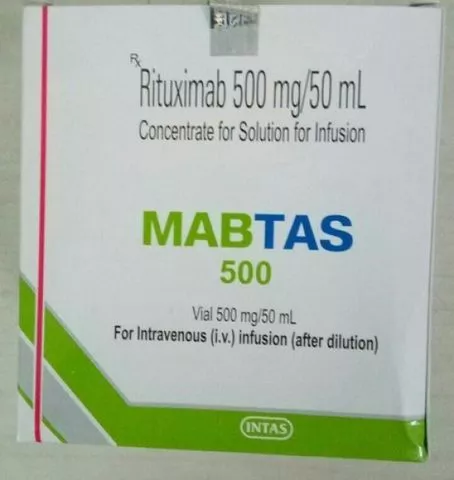 Rx
Rituximab 500 mg/50 mL
Concentrate for Solution for Infusion
MABTAS
500
Vial 500 mg/50 mL
For Intravenous (i.v.) infusion (after dilution)
INTAS